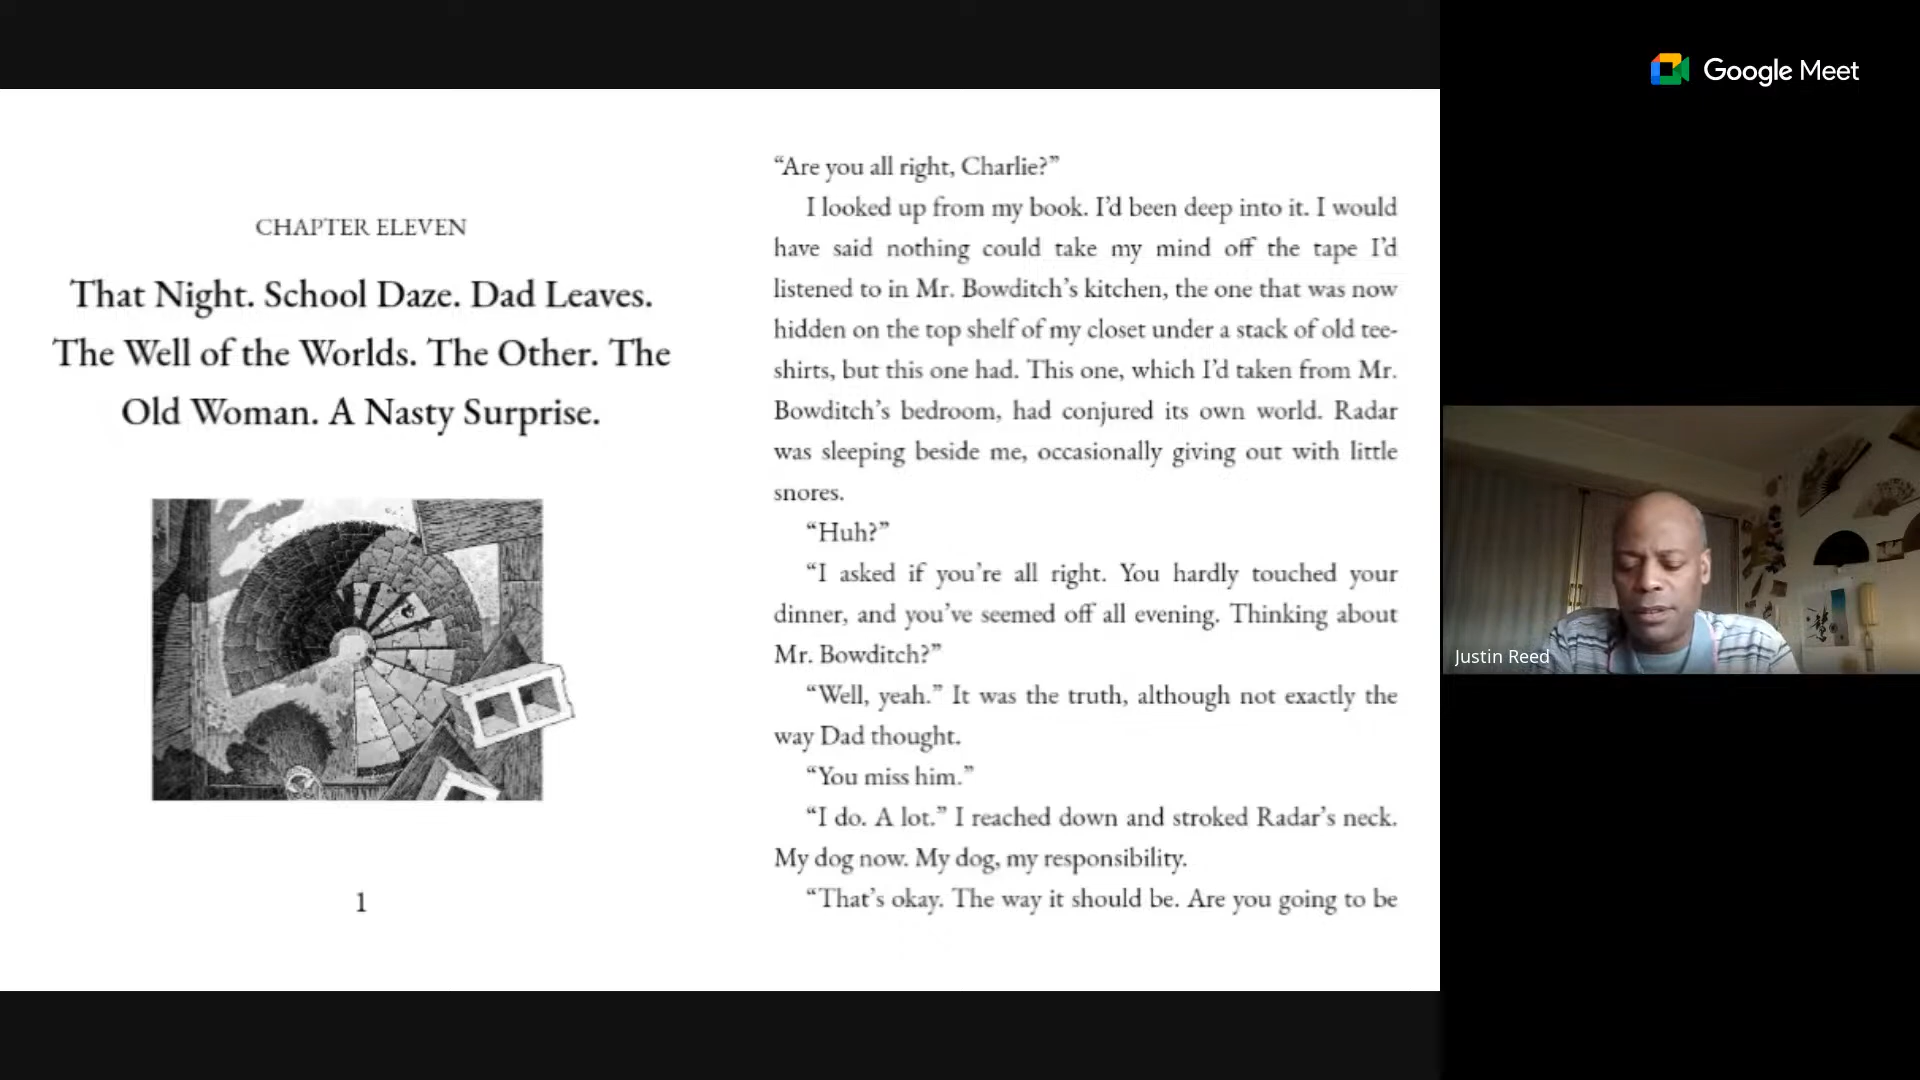 Google Meet
CHAPTER ELEVEN
That Night. School Daze. Dad Leaves.
The Well of the Worlds. The Other. The
Old Woman. A Nasty Surprise.
1
“Are you all right, Charlie?”
I looked up from my book. I’d been deep into it. I would
have said nothing could take my mind off the tape I’d
listened to in Mr. Bowditch’s kitchen, the one that was now
hidden on the top shelf of my closet under a stack of old tee-
shirts, but this one had. This one, which I’d taken from Mr.
Bowditch’s bedroom, had conjured its own world. Radar
was sleeping beside me, occasionally giving out with little
snores.
“Huh?”
“I asked if you’re all right. You hardly touched your
dinner, and you’ve seemed off all evening. Thinking about
Mr. Bowditch?”
“Well, yeah.” It was the truth, although not exactly the
way Dad thought.
“You miss him.”
“I do. A lot.” I reached down and stroked Radar’s neck.
My dog now. My dog, my responsibility.
“That’s okay. The way it should be. Are you going to be
Justin Reed